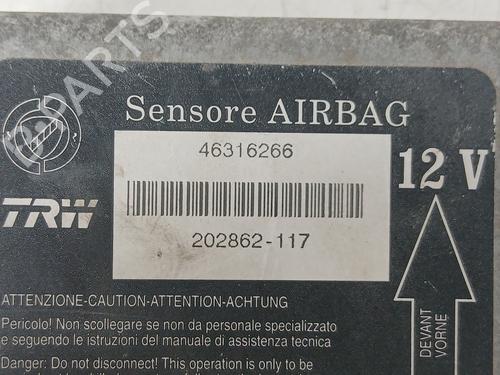 Sensore AIRBAG
46316266
12 V
TRW
202862-117
ATTENZIONE-CAUTION-ATTENTION-ACHTUNG
DEVANT
VORNE
Pericolo! Non scollegare se non da personale specializzato
e seguendo le istruzioni del manuale di assistenza tecnica
Danger: Do not disconnect! This operation is only to be